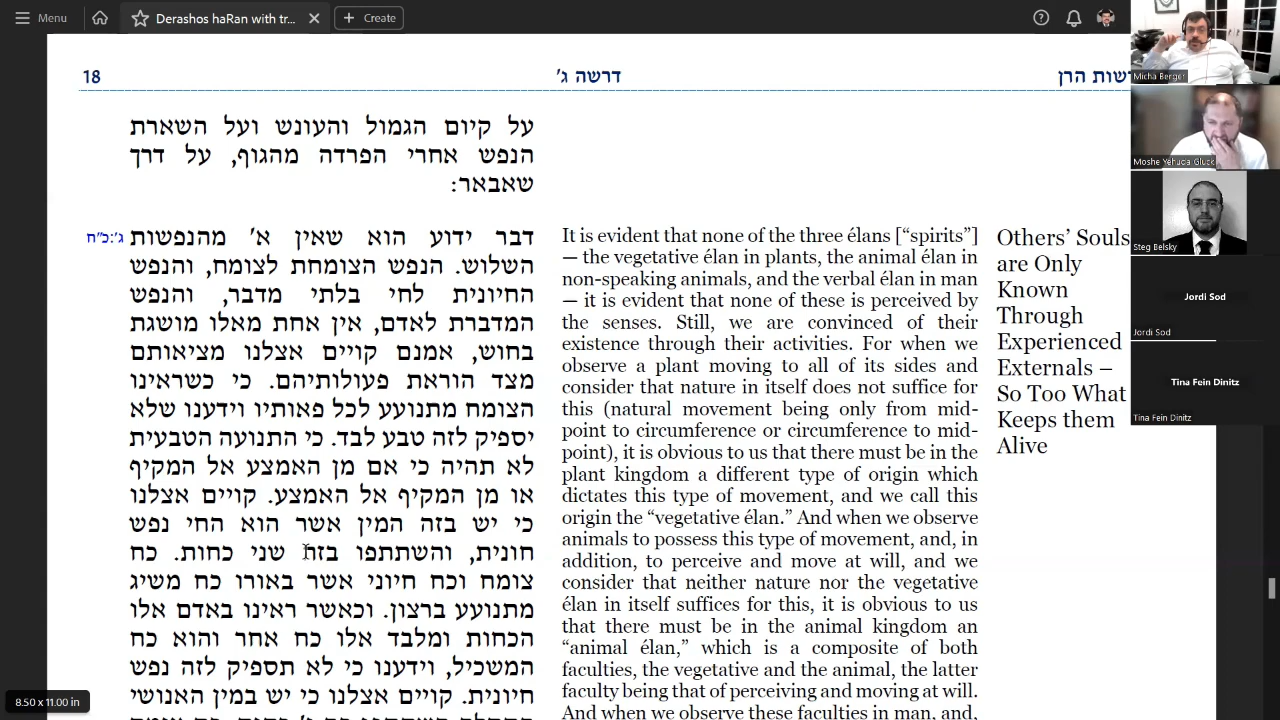 Menu
Derashos haRan with tr...
Create
18
דרשה ג'
שות הרן
על קיום הגמול והעונש ועל השארת
הנפש אחרי הפרדה מהגוף, על דרך
שאבאר:
ג':כ"ח
דבר ידוע הוא שאין א' מהנפשות
השלוש. הנפש הצומחת לצומח, והנפש
החיונית לחי בלתי מדבר, והנפש
המדברת לאדם, אין אחת מאלו מושגת
בחוש, אמנם קויים אצלנו מציאותם
מצד הוראת פעולותיהם. כי כשראינו
הצומח מתנועע לכל פאותיו וידענו שלא
יספיק לזה טבע לבד. כי התנועה הטבעית
לא תהיה כי אם מן האמצע אל המקיף
או מן המקיף אל האמצע. קויים אצלנו
כי יש בזה המין אשר הוא החי נפש
חונית, והשתתפו בזה שני כחות. כח
צומח וכח חיוני אשר באורו כח משיג
מתנועע ברצון. וכאשר ראינו באדם אלו
הכחות ומלבד אלו כח אחר והוא כח
המשכיל, וידענו כי לא תספיק לזה נפש
חיונית. קויים אצלנו כי יש במין האנושי
It is evident that none of the three élans [“spirits”]
— the vegetative élan in plants, the animal élan in
non-speaking animals, and the verbal élan in man
— it is evident that none of these is perceived by
the senses. Still, we are convinced of their
existence through their activities. For when we
observe a plant moving to all of its sides and
consider that nature in itself does not suffice for
this (natural movement being only from mid-
point to circumference or circumference to mid-
point), it is obvious to us that there must be in the
plant kingdom a different type of origin which
dictates this type of movement, and we call this
origin the “vegetative élan.” And when we observe
animals to possess this type of movement, and, in
addition, to perceive and move at will, and we
consider that neither nature nor the vegetative
élan in itself suffices for this, it is obvious to us
that there must be in the animal kingdom an
“animal élan,” which is a composite of both
faculties, the vegetative and the animal, the latter
faculty being that of perceiving and moving at will.
And when we observe these faculties in man, and,
Others’ Souls
are Only
Known
Through
Experienced
Externals –
So Too What
Keeps them
Alive
8.50 x 11.00 in
Micha Berger
Moshe Yehuda Gluck
Steg Belsky
Jordi Sod
Jordi Sod
Tina Fein Dinitz
Tina Fein Dinitz